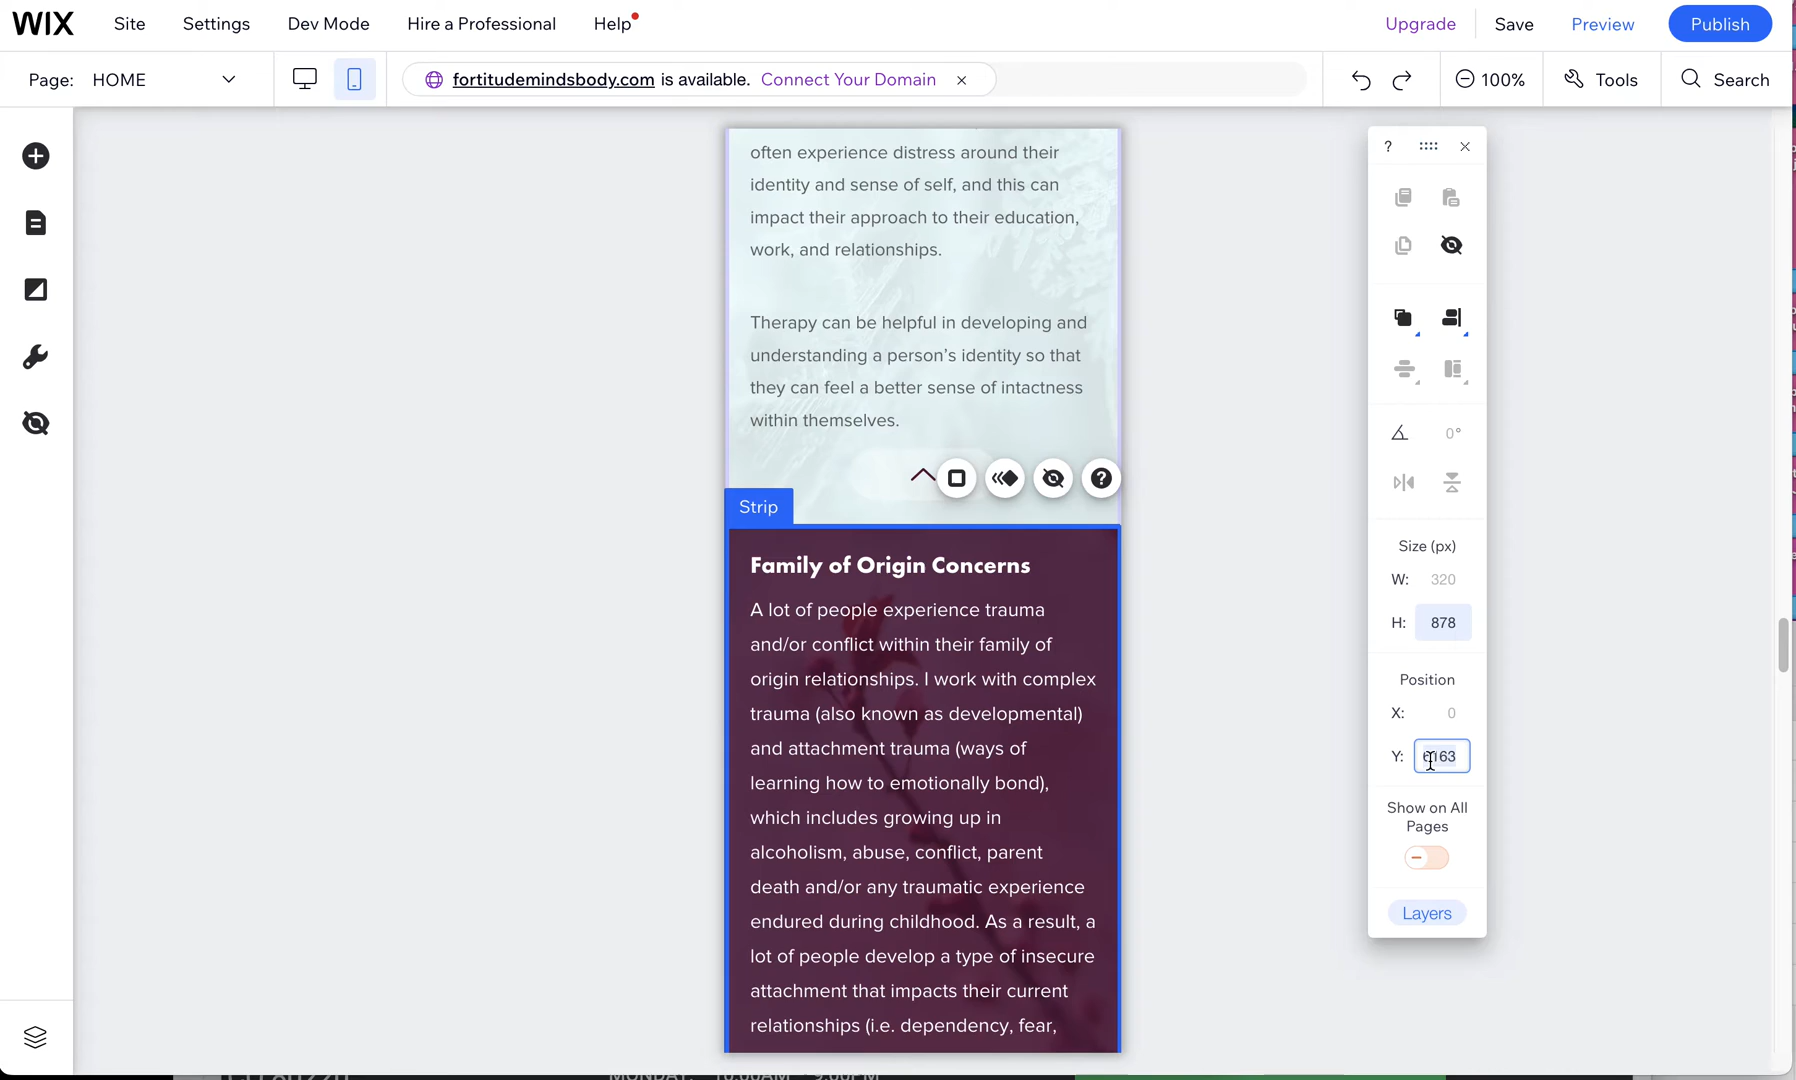 WIX
Site
Settings
Dev Mode
Hire a Professional
Help
Upgrade
Save
Preview
Publish
Page: HOME
fortitudemindsbody.com is available. Connect Your Domain
100%
Tools
Search
often experience distress around their
identity and sense of self, and this can
impact their approach to their education,
work, and relationships.
Therapy can be helpful in developing and
understanding a person's identity so that
they can feel a better sense of intactness
within themselves.
Strip
Family of Origin Concerns
A lot of people experience trauma
and/or conflict within their family of
origin relationships. I work with complex
trauma (also known as developmental)
and attachment trauma (ways of
learning how to emotionally bond),
which includes growing up in
alcoholism, abuse, conflict, parent
death and/or any traumatic experience
endured during childhood. As a result, a
lot of people develop a type of insecure
attachment that impacts their current
relationships (i.e. dependency, fear,
?
0°
Size (px)
W: 320
H: 878
Position
X: 0
Y:
Show on All
Pages
Layers